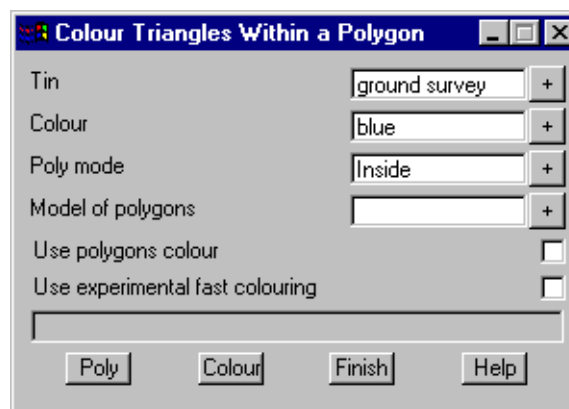 Colour Triangles Within a Polygon
Tin ground survey +
Colour blue +
Poly mode Inside +
Model of polygons +
Use polygons colour
Use experimental fast colouring
Poly Colour Finish Help